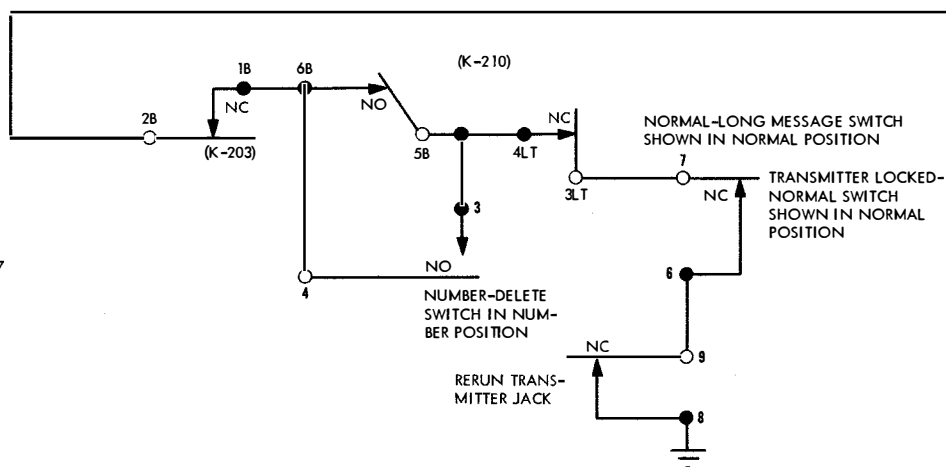 (K-210)
1B
6B
NC
NO
2B
(K-203)
5B
4LT
NC
3LT
NORMAL-LONG MESSAGE SWITCH
SHOWN IN NORMAL POSITION
7
NC
TRANSMITTER LOCKED-
NORMAL SWITCH
SHOWN IN NORMAL
POSITION
3
NO
4
NUMBER-DELETE
SWITCH IN NUM-
BER POSITION
6
NC
9
RERUN TRANS-
MITTER JACK
8